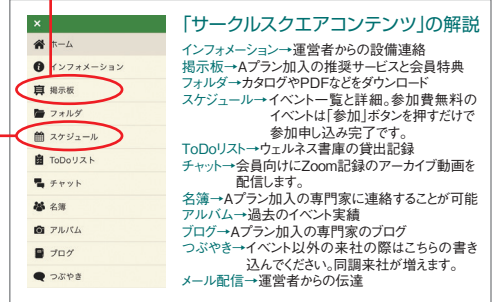 ×
ホーム
インフォメーション
掲示板
フォルダ
スケジュール
ToDoリスト
チャット
名簿
アルバム
ブログ
つぶやき
「サークルスクエアコンテンツ」の解説
インフォメーション→運営者からの設備連絡
掲示板→Aプラン加入の推奨サービスと会員特典
フォルダ→カタログやPDFなどをダウンロード
スケジュール→イベント一覧と詳細。参加費無料の
イベントは「参加」ボタンを押すだけで
参加申し込み完了です。
ToDoリスト→ウェルネス書庫の貸出記録
チャット→会員向けにZoom記録のアーカイブ動画を
配信します。
名簿→Aプラン加入の専門家に連絡することが可能
アルバム→過去のイベント実績
ブログ→Aプラン加入の専門家のブログ
つぶやき→イベント以外の来社の際はこちらの書き
込んでください。同調来社が増えます。
メール配信→運営者からの伝達